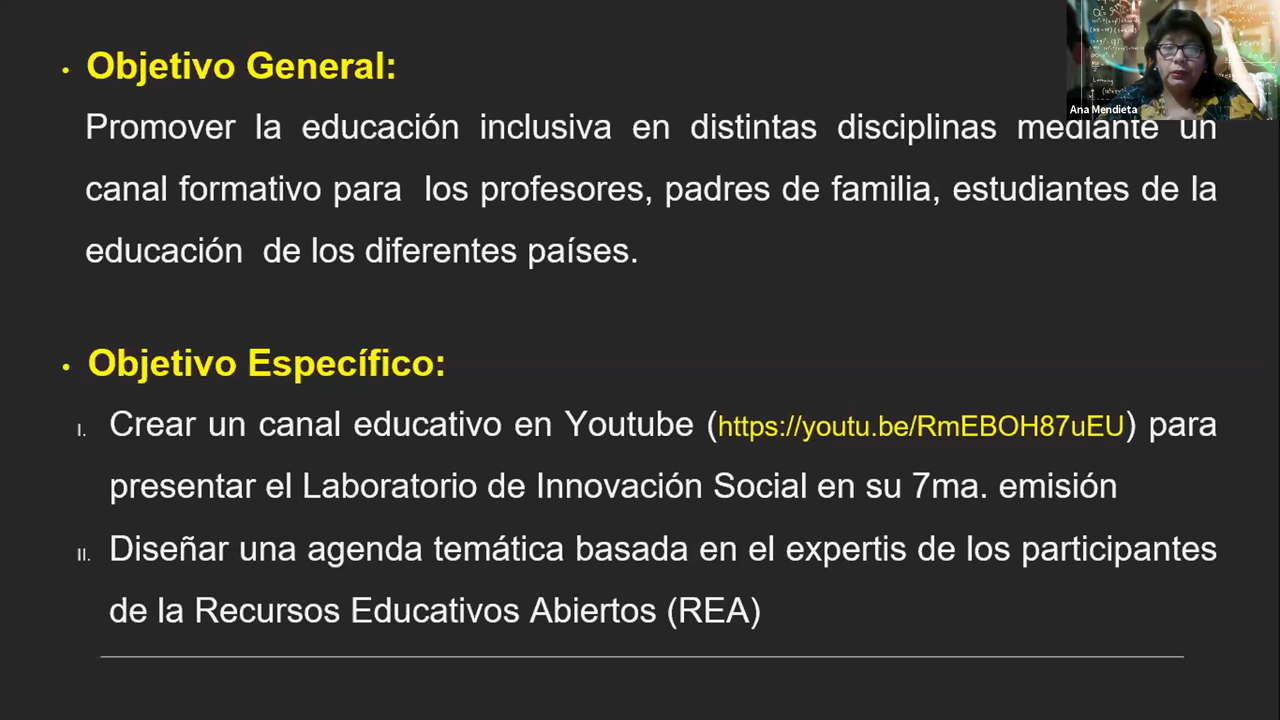 • Objetivo General:
Ana Mendieta
Promover la educación inclusiva en distintas disciplinas mediante un
canal formativo para los profesores, padres de familia, estudiantes de la
educación de los diferentes países.
• Objetivo Específico:
I. Crear un canal educativo en Youtube (https://youtu.be/RmEBOH87uEU) para
presentar el Laboratorio de Innovación Social en su 7ma. emisión
II. Diseñar una agenda temática basada en el expertis de los participantes
de la Recursos Educativos Abiertos (REA)